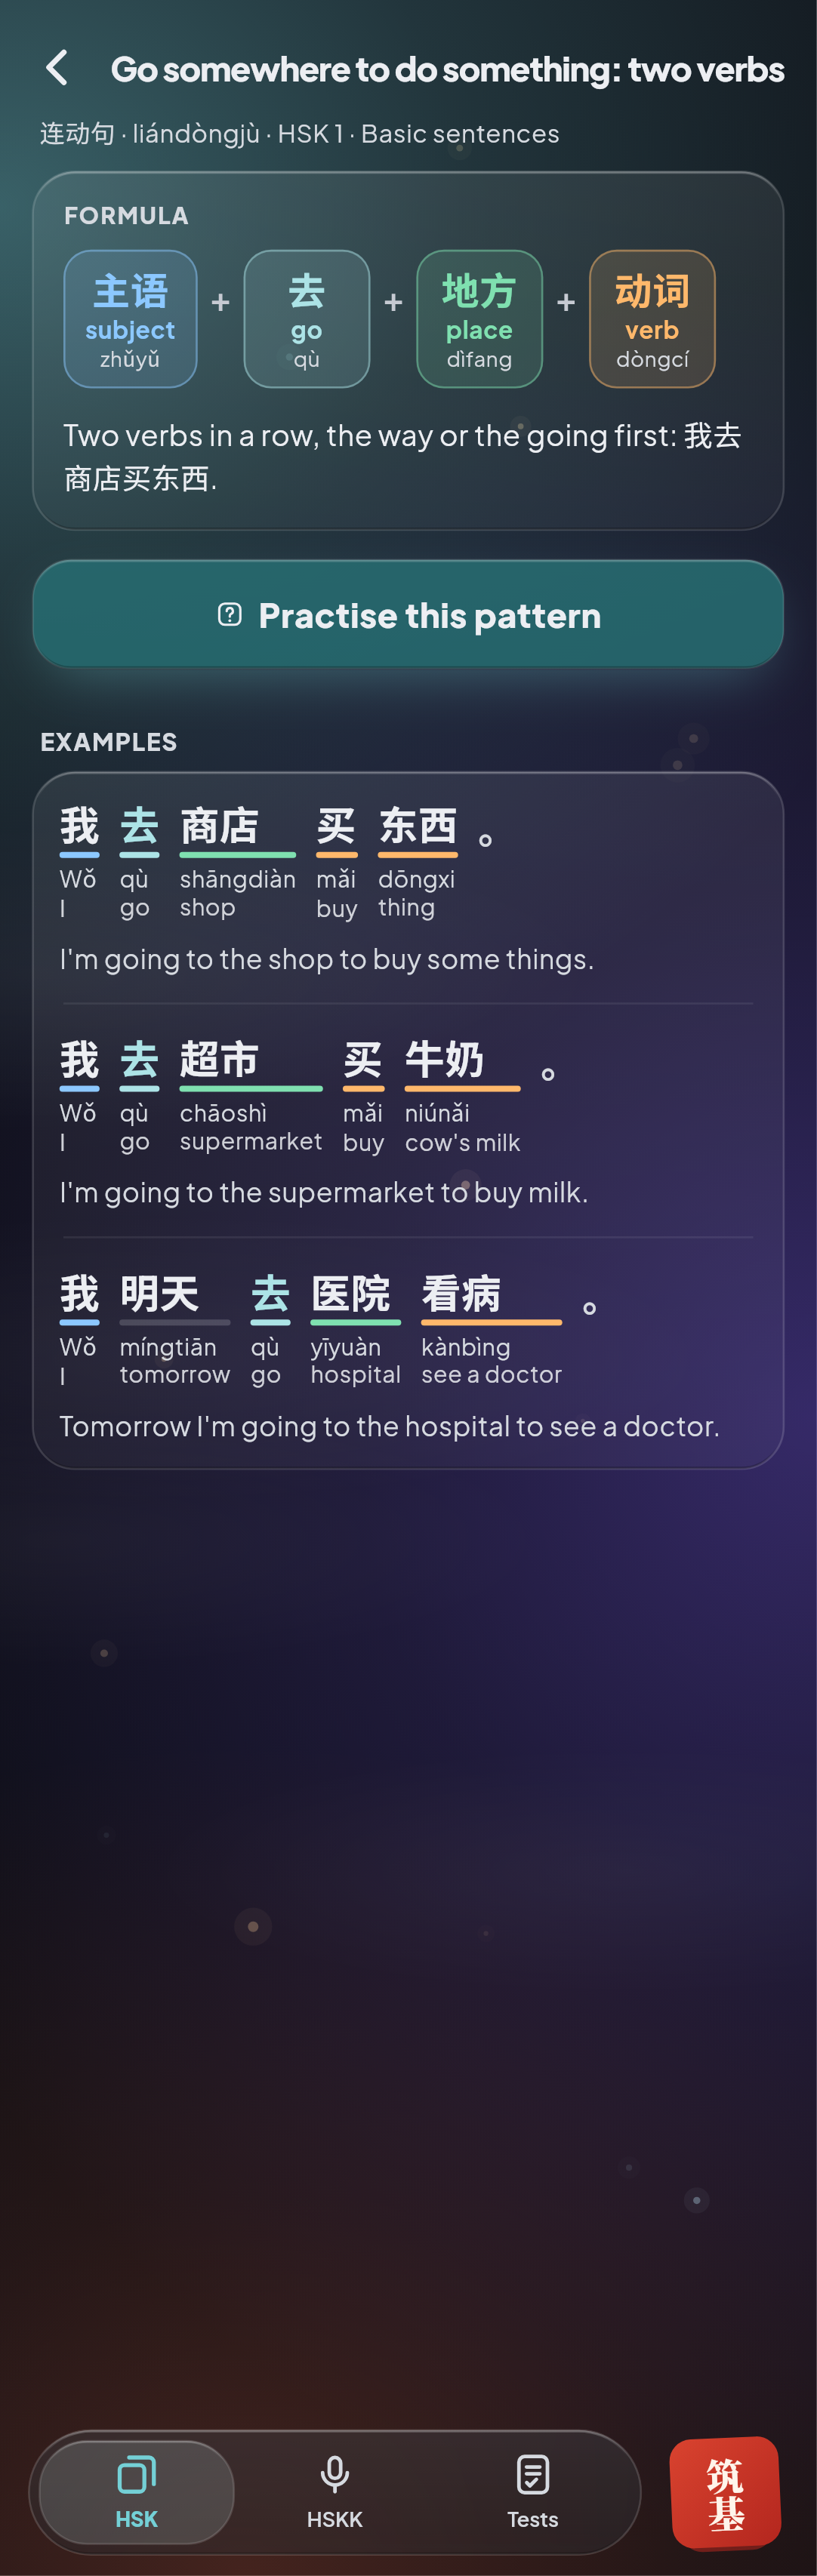 Go somewhere to do something: two verbs
连动句 · liándòngjù · HSK 1 · Basic sentences
FORMULA
主语 + 去 + 地方 + 动词
subject go place verb
zhǔyǔ qù dìfang dòngcí
Two verbs in a row, the way or the going first: 我去
商店买东西.
Practise this pattern
EXAMPLES
我 去 商店 买 东西 。
Wǒ qù shāngdiàn mǎi dōngxi
I go shop buy thing
I'm going to the shop to buy some things.
我 去 超市 买 牛奶 。
Wǒ qù chāoshì mǎi niúnǎi
I go supermarket buy cow's milk
I'm going to the supermarket to buy milk.
我 明天 去 医院 看病 。
Wǒ míngtiān qù yīyuàn kànbìng
I tomorrow go hospital see a doctor
Tomorrow I'm going to the hospital to see a doctor.
HSK HSKK Tests
筑
基